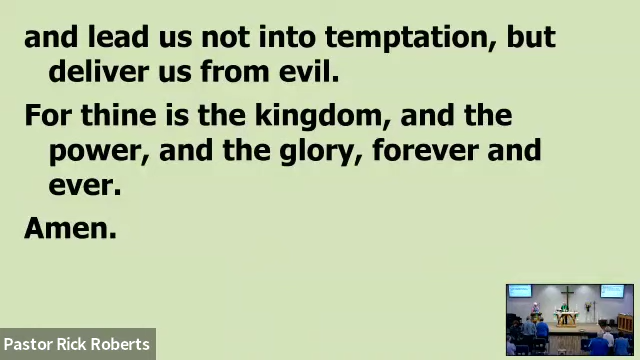 and lead us not into temptation, but
deliver us from evil.
For thine is the kingdom, and the
power, and the glory, forever and
ever.
Amen.
Pastor Rick Roberts